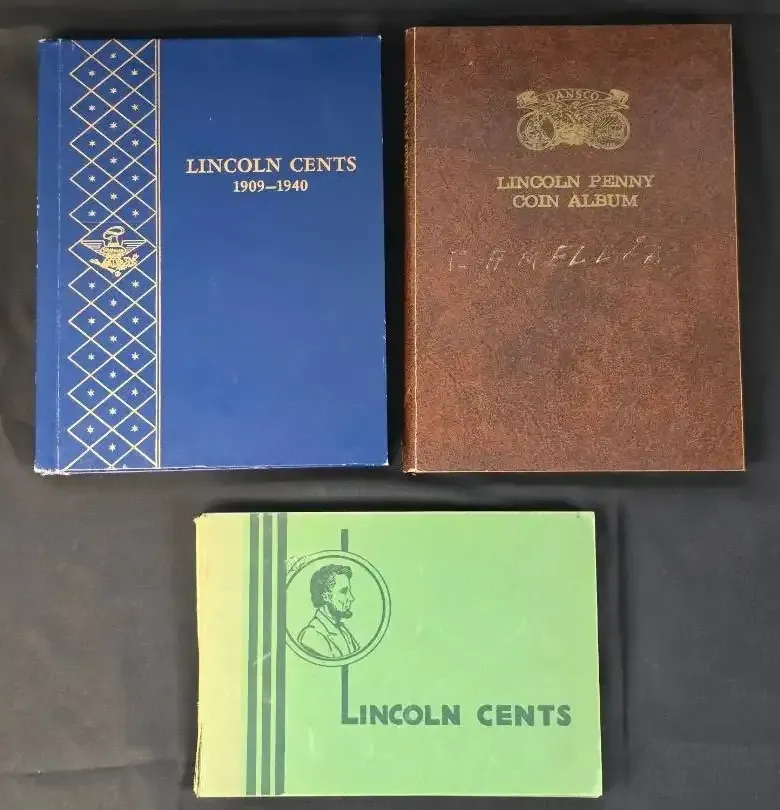 LINCOLN CENTS
1909–1940
DANSCO
LINCOLN PENNY
COIN ALBUM
LINCOLN CENTS